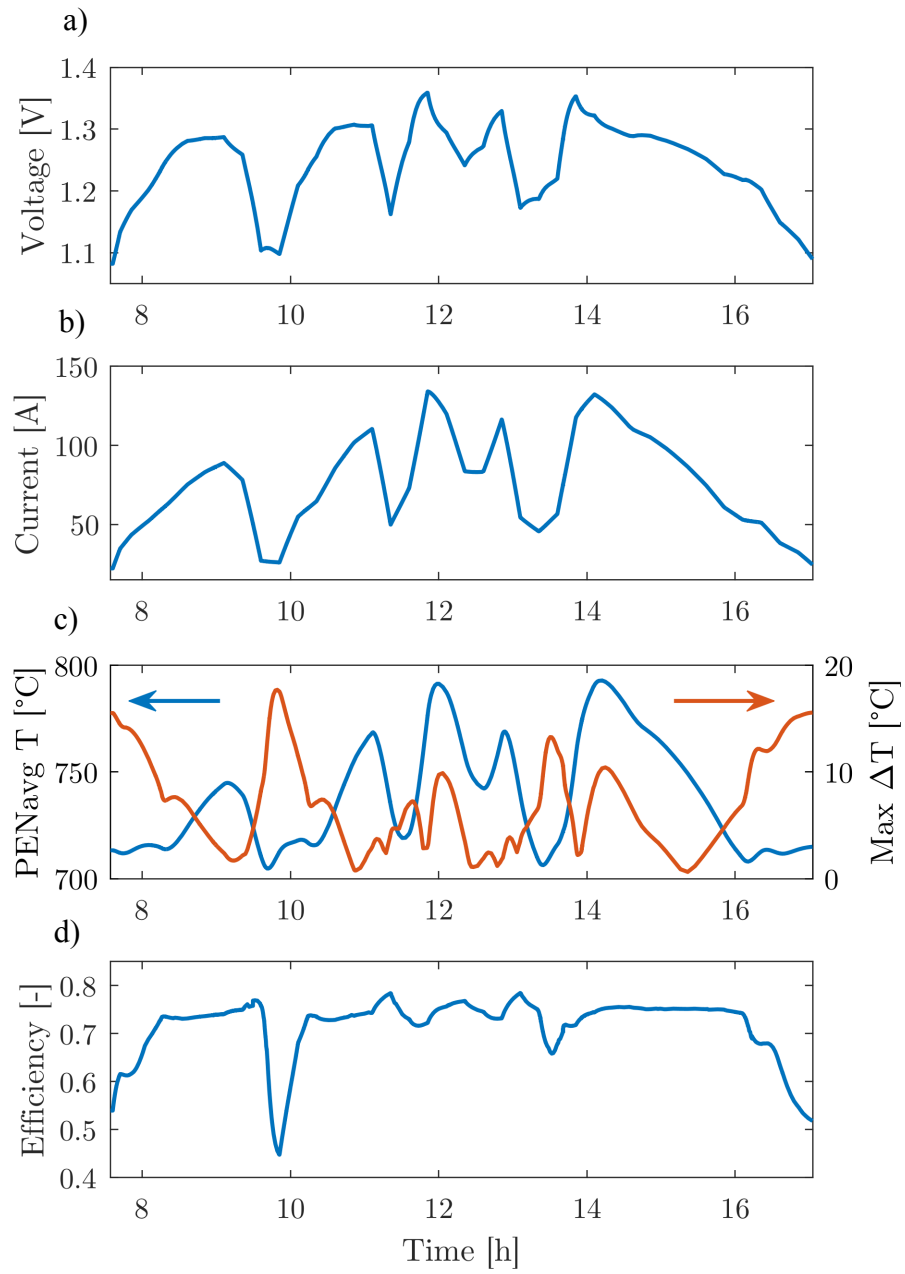 a)
1.4
1.3
1.2
1.1
Voltage [V]
8 10 12 14 16
b)
150
100
50
Current [A]
8 10 12 14 16
c)
800
750
700
PENavg T [°C]
20
10
0
Max ΔT [°C]
8 10 12 14 16
d)
0.8
0.7
0.6
0.5
0.4
Efficiency [-]
8 10 12 14 16
Time [h]